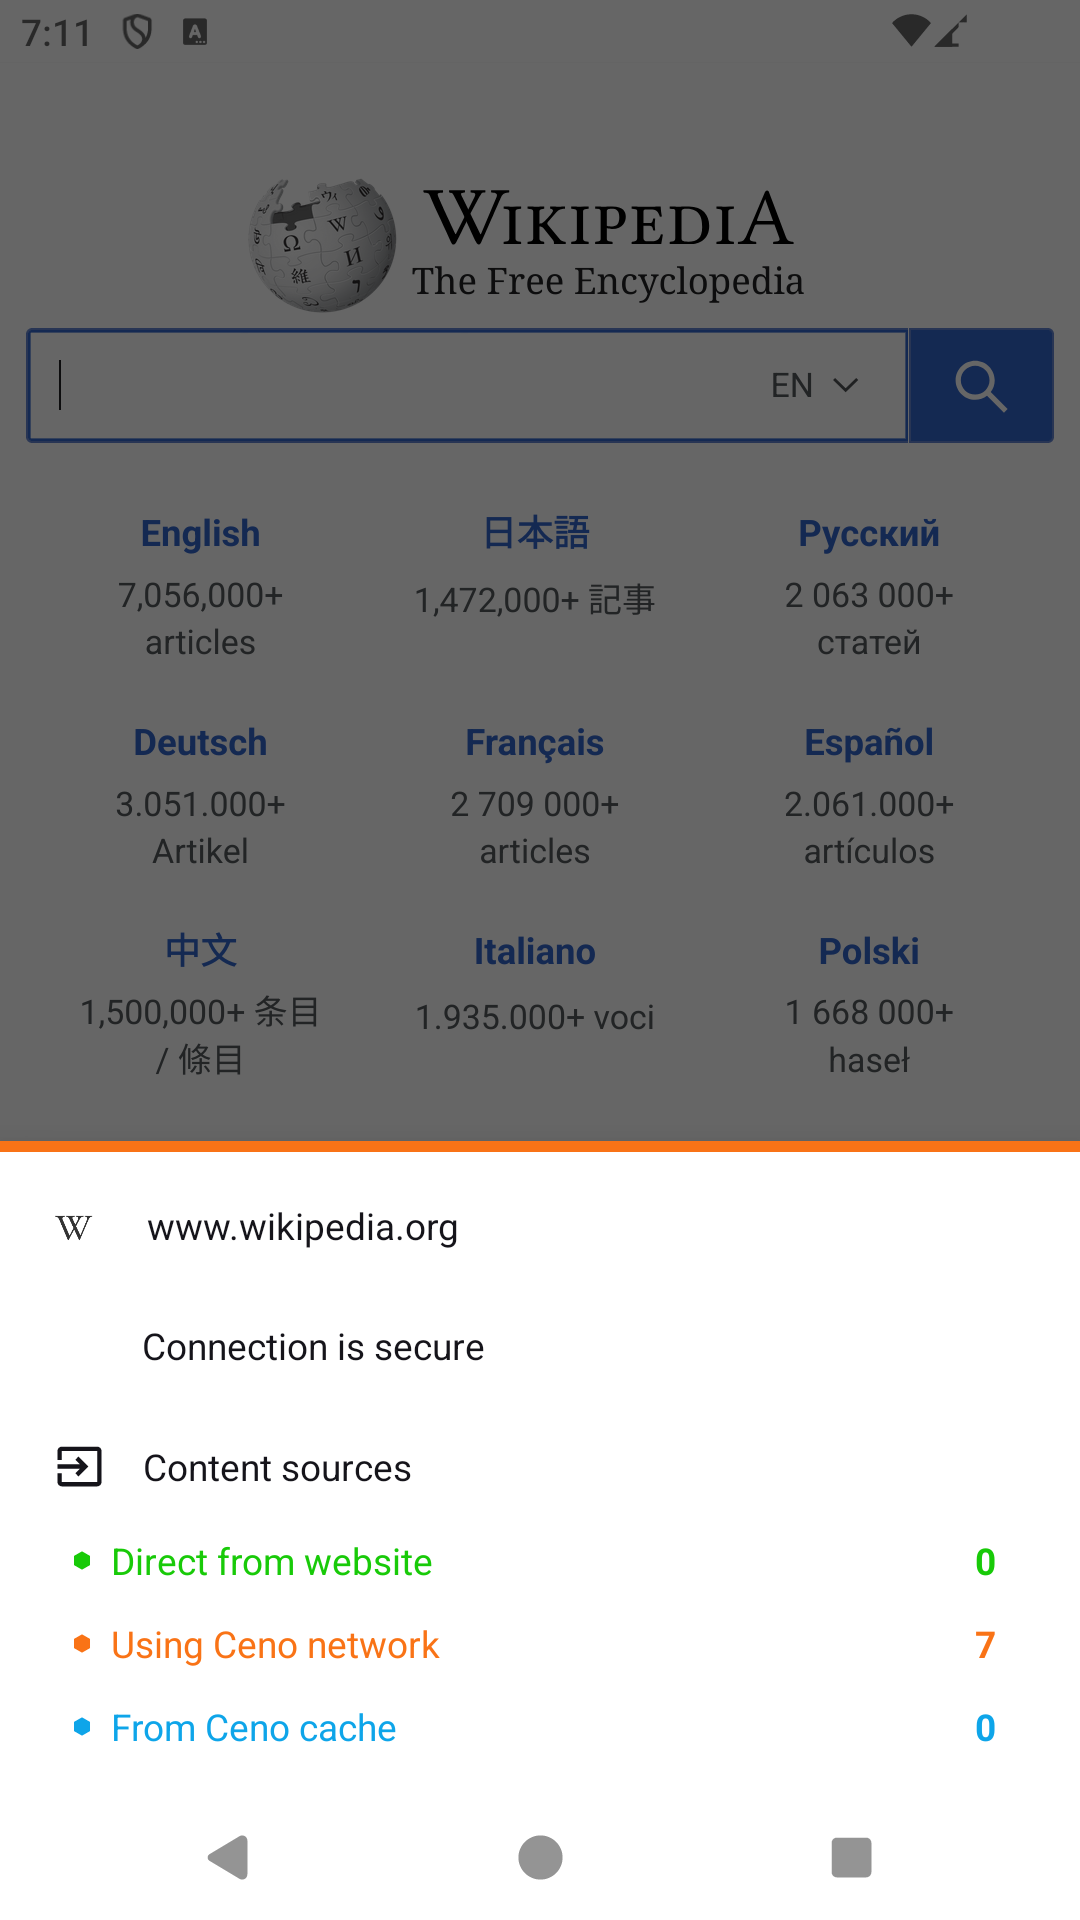 7:11
WIKIPEDIA
The Free Encyclopedia
EN
English
日本語
Русский
7,056,000+
articles
1,472,000+ 記事
2 063 000+
статей
Deutsch
Français
Español
3.051.000+
Artikel
2 709 000+
articles
2.061.000+
artículos
中文
Italiano
Polski
1,500,000+ 条目
/ 條目
1.935.000+ voci
1 668 000+
haseł
www.wikipedia.org
Connection is secure
Content sources
Direct from website 0
Using Ceno network 7
From Ceno cache 0